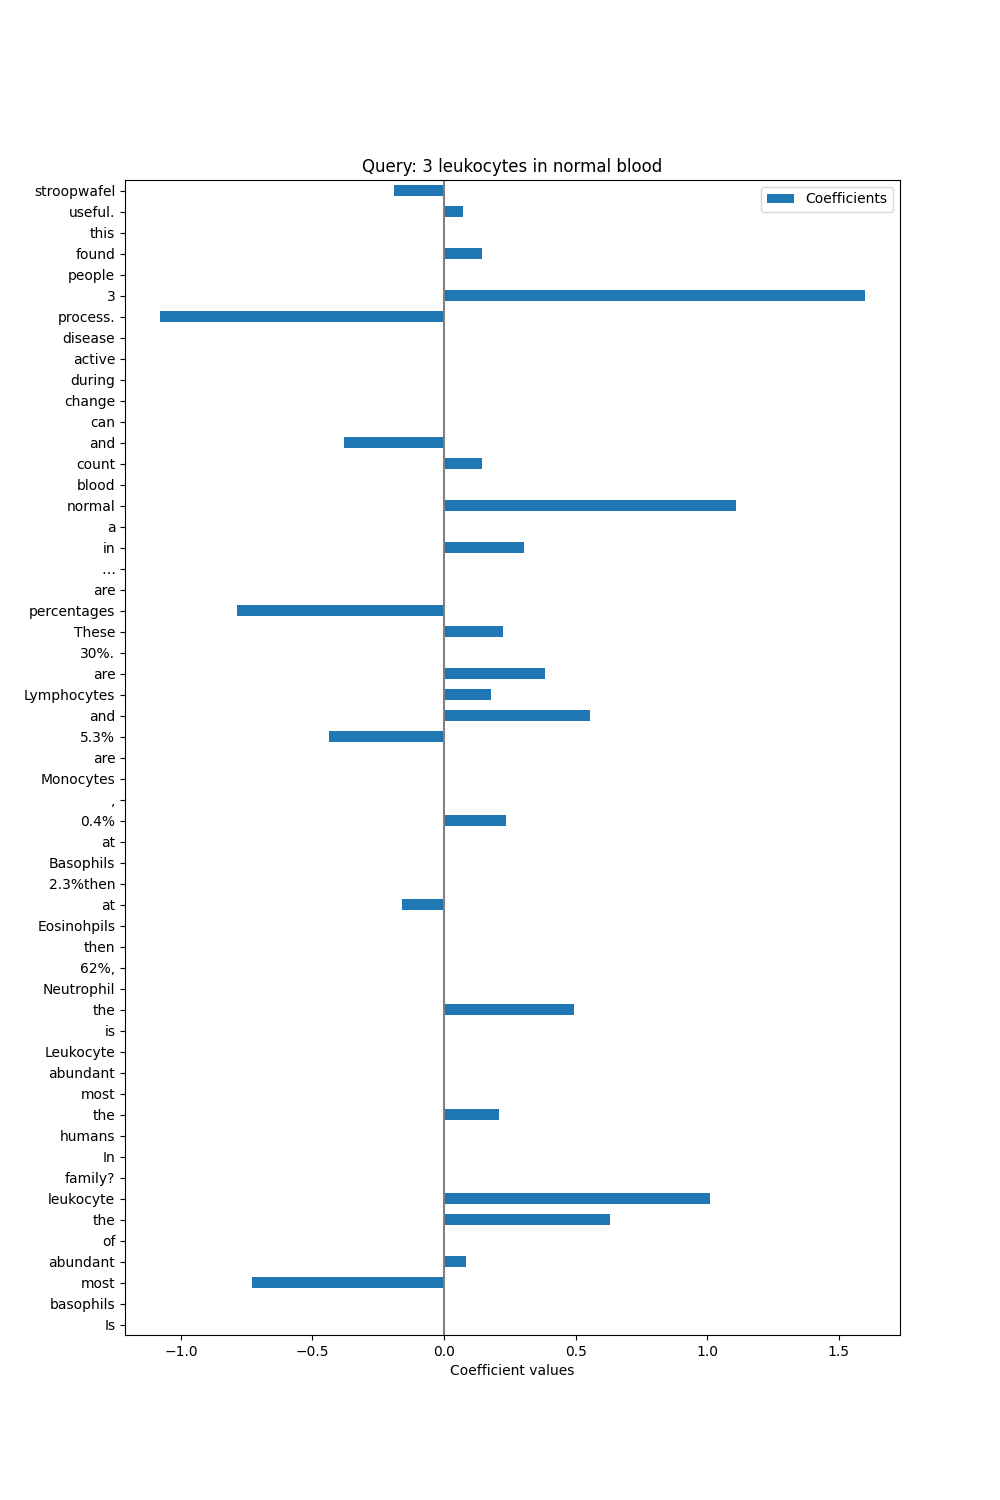 Query: 3 leukocytes in normal blood
Coefficients
stroopwafel
useful.
this
found
people
3
process.
disease
active
during
change
can
and
count
blood
normal
a
in
...
are
percentages
These
30%.
are
Lymphocytes
and
5.3%
are
Monocytes
,
0.4%
at
Basophils
2.3%then
at
Eosinohpils
then
62%,
Neutrophil
the
is
Leukocyte
abundant
most
the
humans
In
family?
leukocyte
the
of
abundant
most
basophils
Is
−1.0 −0.5 0.0 0.5 1.0 1.5
Coefficient values